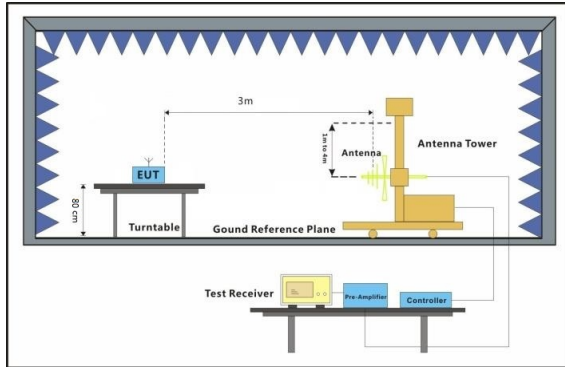 3m
1m to 4m
Antenna
Antenna Tower
EUT
80 cm
Turntable
Gound Reference Plane
Test Receiver
Pre-Amplifier
Controller